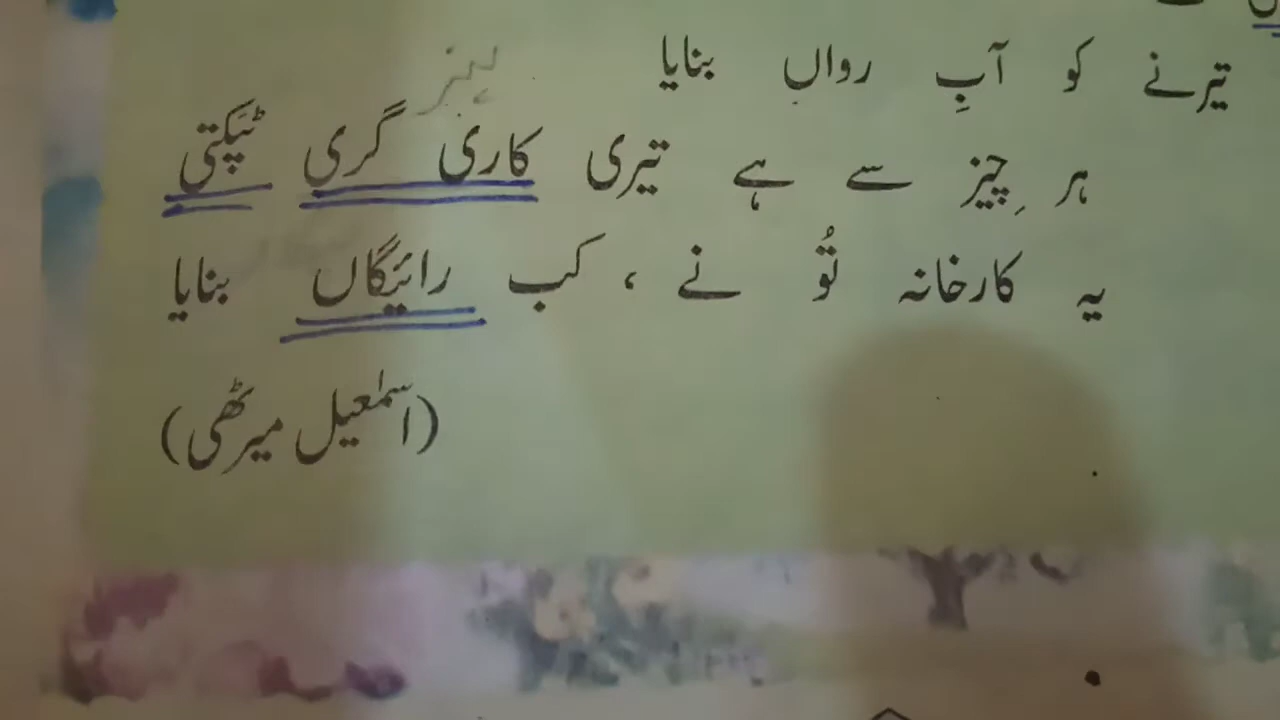 تیرنے کو آبِ رواں بنایا
ہنر
ہر چیز سے ہے تیری کاری گری ٹپکتی
یہ کارخانہ تُو نے ، کب رائیگاں بنایا
(اسمٰعیل میرٹھی)